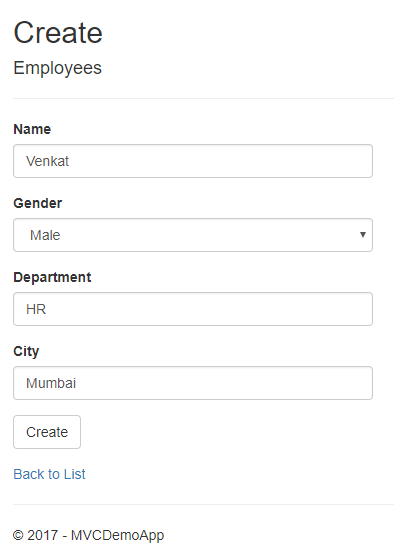 Create
Employees
Name
Venkat
Gender
Male
Department
HR
City
Mumbai
Create
Back to List
© 2017 - MVCDemoApp